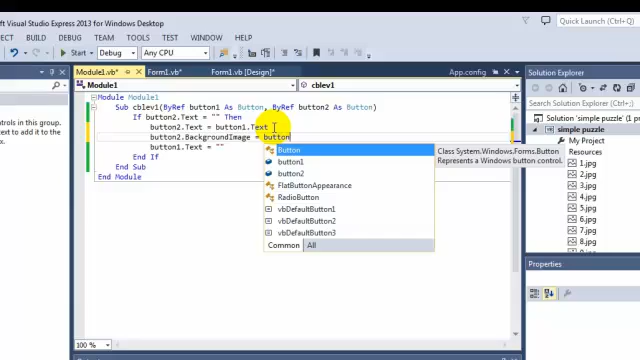 ft Visual Studio Express 2013 for Windows Desktop
Quick Launch (C
ECT BUILD DEBUG TEAM TOOLS TEST WINDOW HELP
Start Debug Any CPU
Module1.vb* Form1.vb* Form1.vb [Design]* App.config Solution Explorer
Module1 cblev1
Search Solution Explorer
ontrols in this group.
text to add it to the
Module Module1
Sub cblev1(ByRef button1 As Button, ByRef button2 As Button)
If button2.Text = "" Then
button2.Text = button1.Text
button2.BackgroundImage = button
button1.Text = ""
End If
End Sub
End Module
Button
button1
button2
FlatButtonAppearance
RadioButton
vbDefaultButton1
vbDefaultButton2
vbDefaultButton3
Common All
Class System.Windows.Forms.Button
Represents a Windows button control.
simple puzzle
My Project
Resources
1.jpg
2.jpg
3.jpg
4.jpg
5.jpg
6.jpg
7.jpg
8.jpg
Properties
100 %